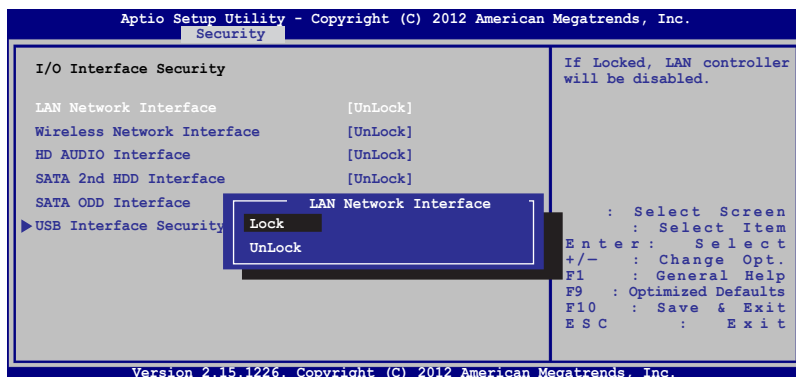 Aptio Setup Utility - Copyright (C) 2012 American Megatrends, Inc.
Security
I/O Interface Security
LAN Network Interface [UnLock]
Wireless Network Interface [UnLock]
HD AUDIO Interface [UnLock]
SATA 2nd HDD Interface [UnLock]
SATA ODD Interface
USB Interface Security
LAN Network Interface
Lock
UnLock
If Locked, LAN controller
will be disabled.
: Select Screen
: Select Item
Enter: Select
+/— : Change Opt.
F1 : General Help
F9 : Optimized Defaults
F10 : Save & Exit
ESC : Exit
Version 2.15.1226. Copyright (C) 2012 American Megatrends, Inc.